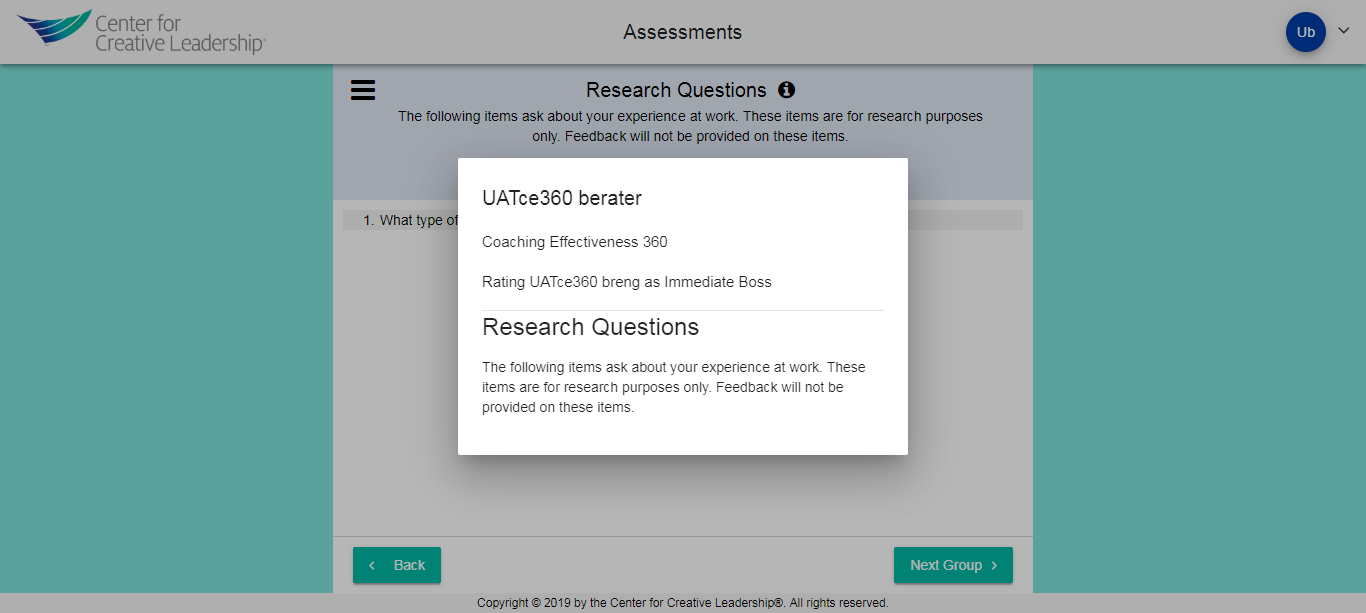 Center for
Creative Leadership®
Assessments
Ub
Research Questions
The following items ask about your experience at work. These items are for research purposes
only. Feedback will not be provided on these items.
1. What type of
UATce360 berater
Coaching Effectiveness 360
Rating UATce360 breng as Immediate Boss
Research Questions
The following items ask about your experience at work. These
items are for research purposes only. Feedback will not be
provided on these items.
Back
Next Group
Copyright © 2019 by the Center for Creative Leadership®. All rights reserved.